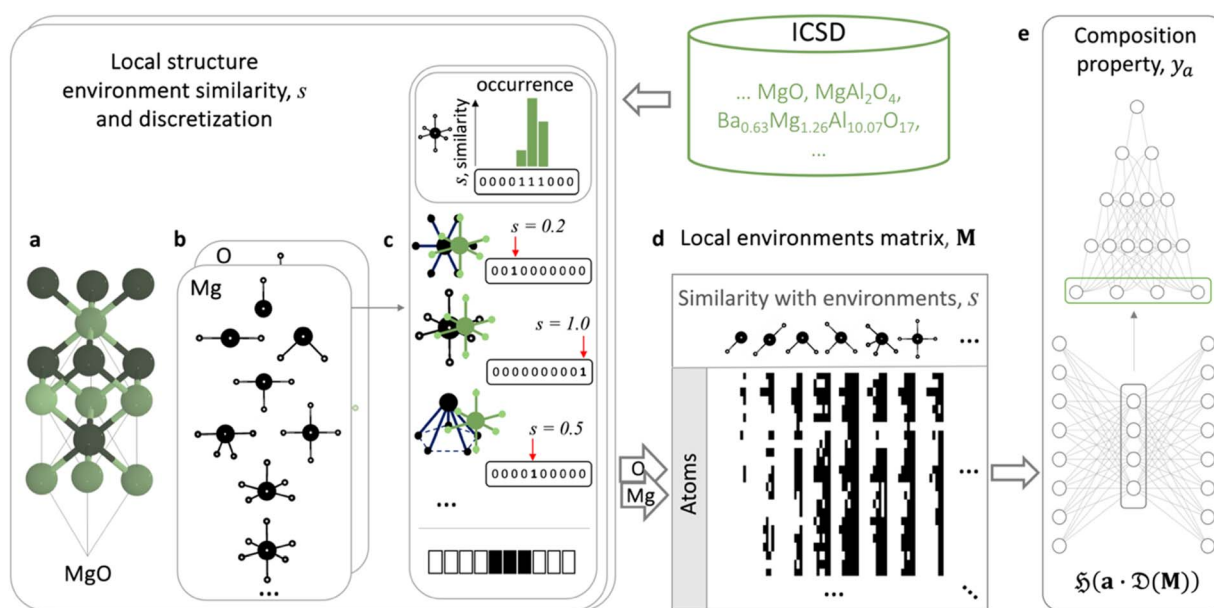 Local structure
environment similarity, s
and discretization
occurrence
s, similarity
0000111000
ICSD
... MgO, MgAl₂O₄,
Ba₀.₆₃Mg₁.₂₆Al₁₀.₀₇O₁₇,
...
a
MgO
b
O
Mg
...
c
s = 0.2
0010000000
s = 1.0
00000000001
s = 0.5
0000100000
...
O
Mg
d Local environments matrix, M
Similarity with environments, s
...
Atoms
...
...
...
e
Composition
property, yₐ
ℌ(a · 𝔇(M))